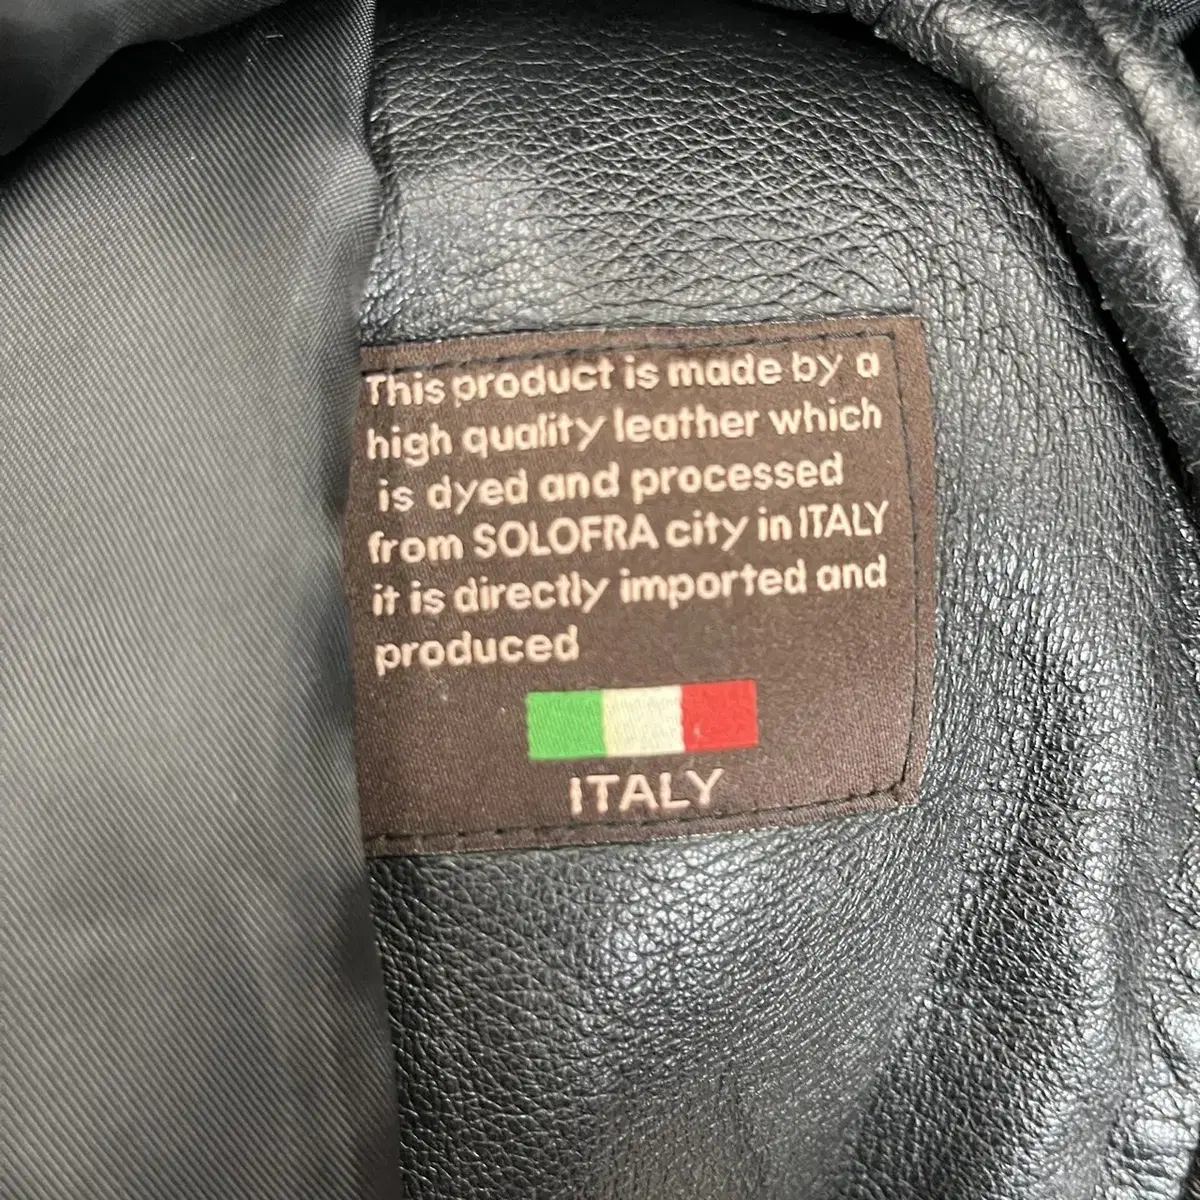 This product is made by a
high quality leather which
is dyed and processed
from SOLOFRA city in ITALY
it is directly imported and
produced
ITALY